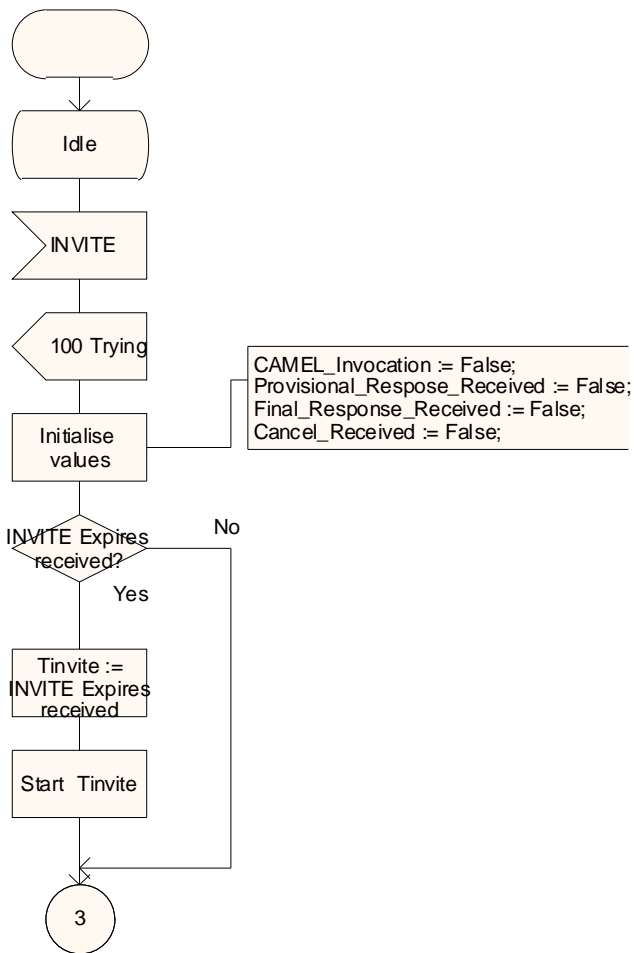 Idle
INVITE
100 Trying
CAMEL_Invocation := False;
Provisional_Respose_Received := False;
Final_Response_Received := False;
Cancel_Received := False;
Initialise
values
INVITE Expires
received?
No
Yes
Tinvite :=
INVITE Expires
received
Start Tinvite
3